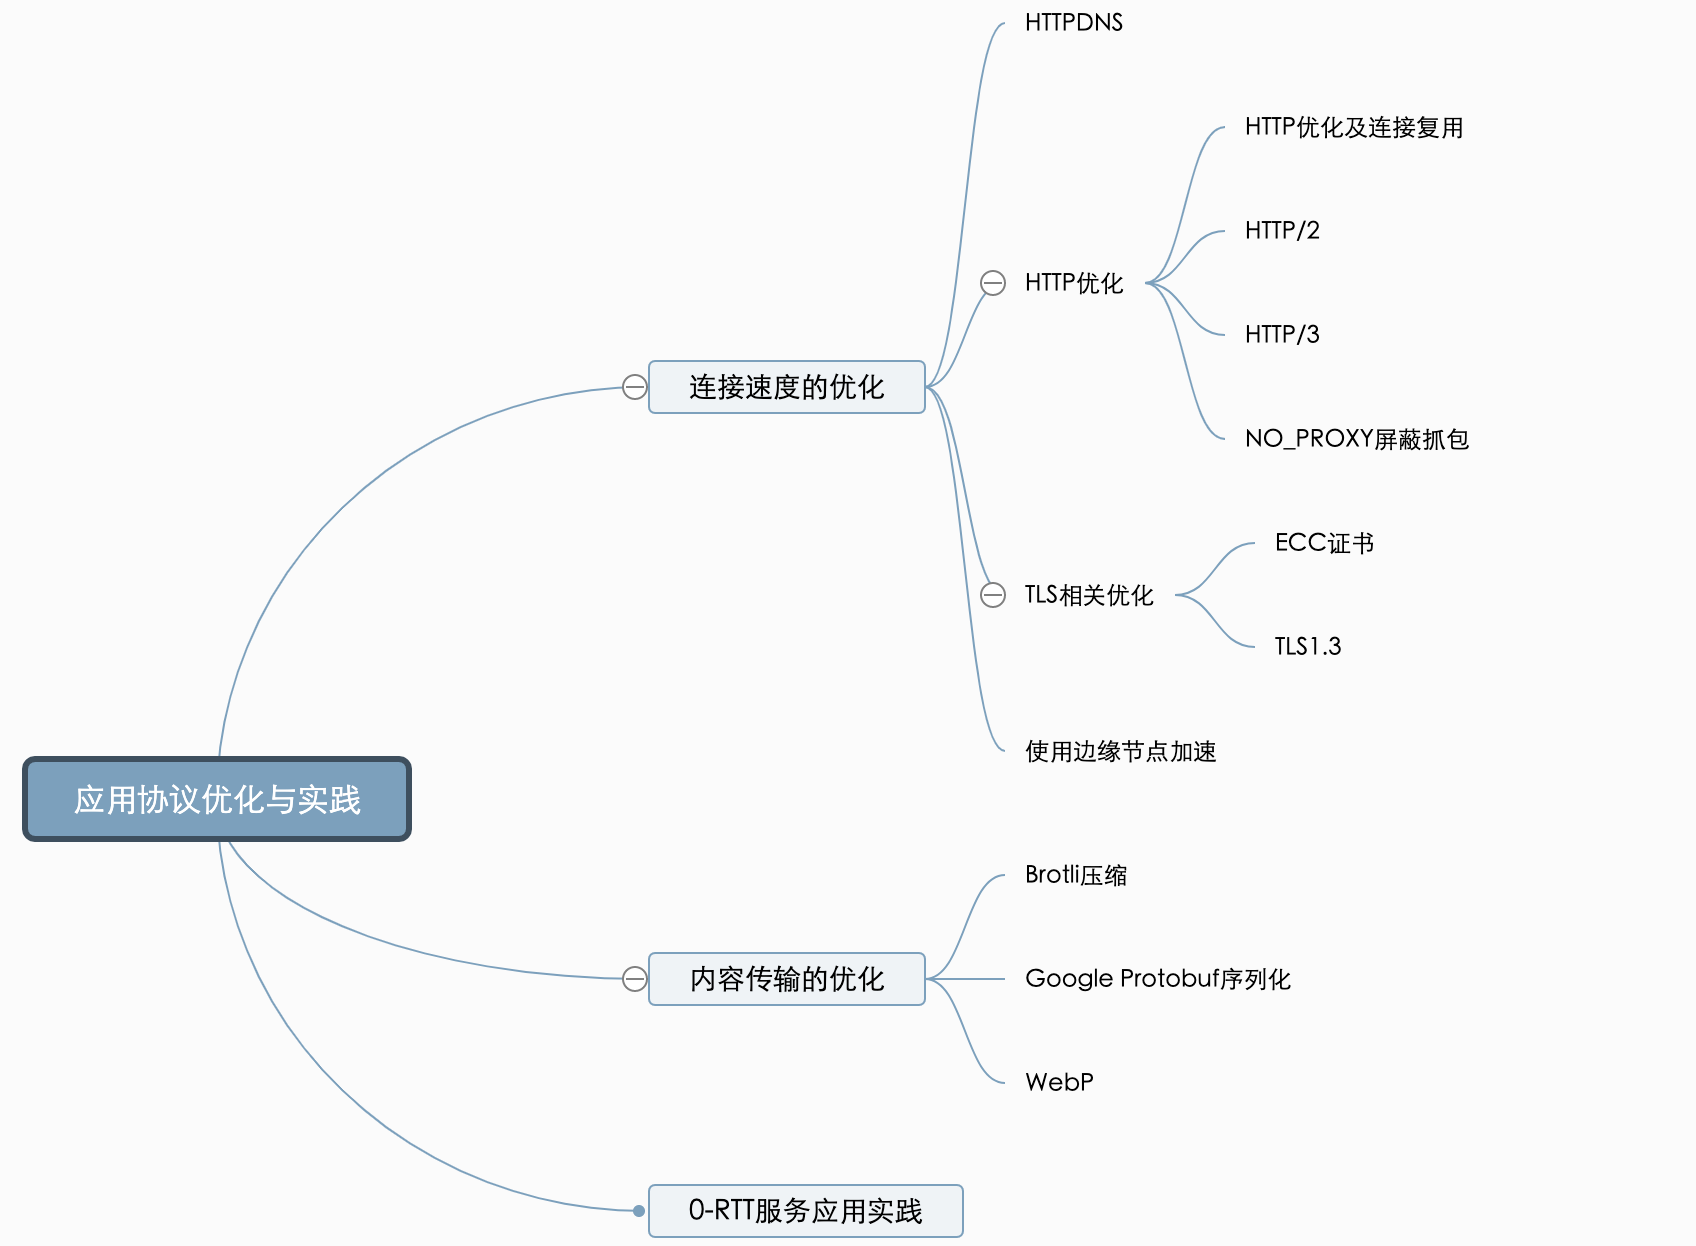 HTTPDNS
HTTP优化及连接复用
HTTP/2
HTTP优化
HTTP/3
连接速度的优化
NO_PROXY屏蔽抓包
ECC证书
TLS相关优化
TLS1.3
使用边缘节点加速
应用协议优化与实践
Brotli压缩
内容传输的优化
Google Protobuf序列化
WebP
0-RTT服务应用实践